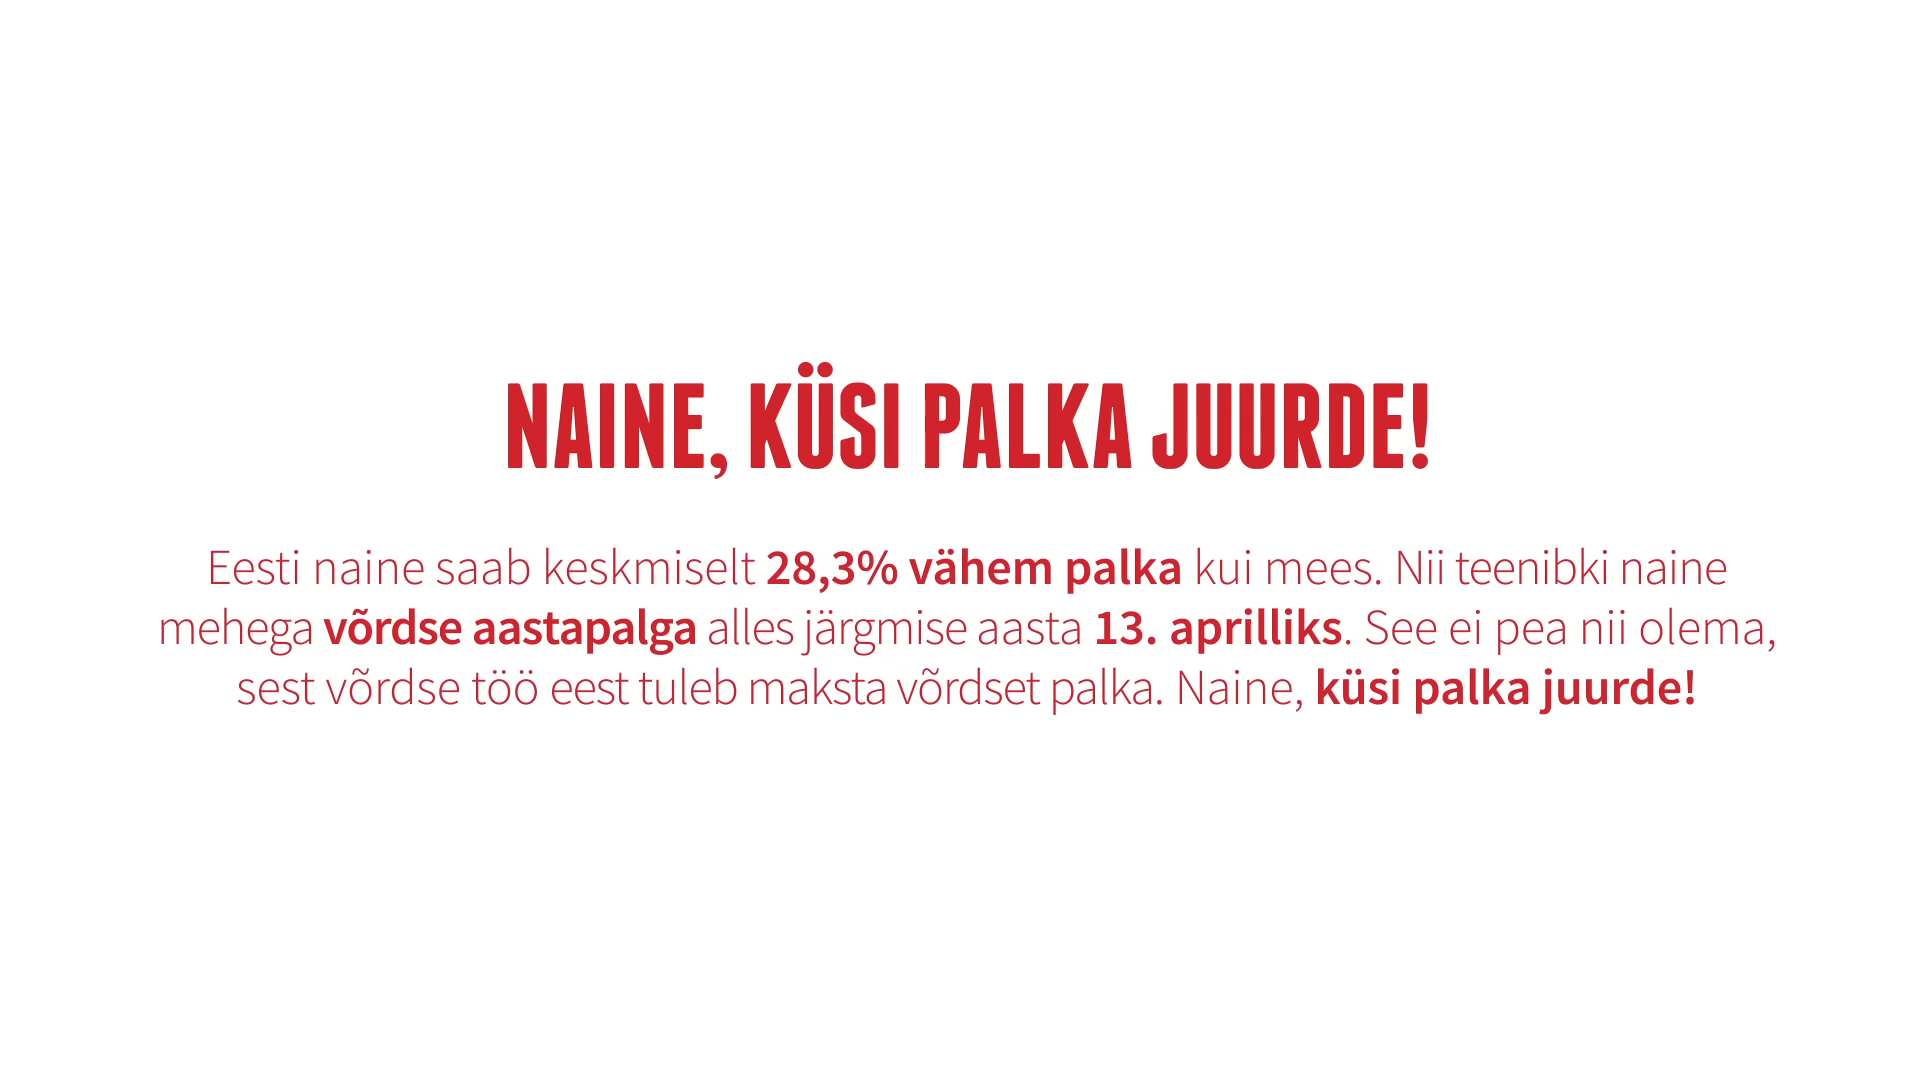 NAINE, KÜSI PALKA JUURDE!
Eesti naine saab keskmiselt 28,3% vähem palka kui mees. Nii teenibki naine
mehega võrdse aastapalga alles järgmise aasta 13. aprilliks. See ei pea nii olema,
sest võrdse töö eest tuleb maksta võrdset palka. Naine, küsi palka juurde!